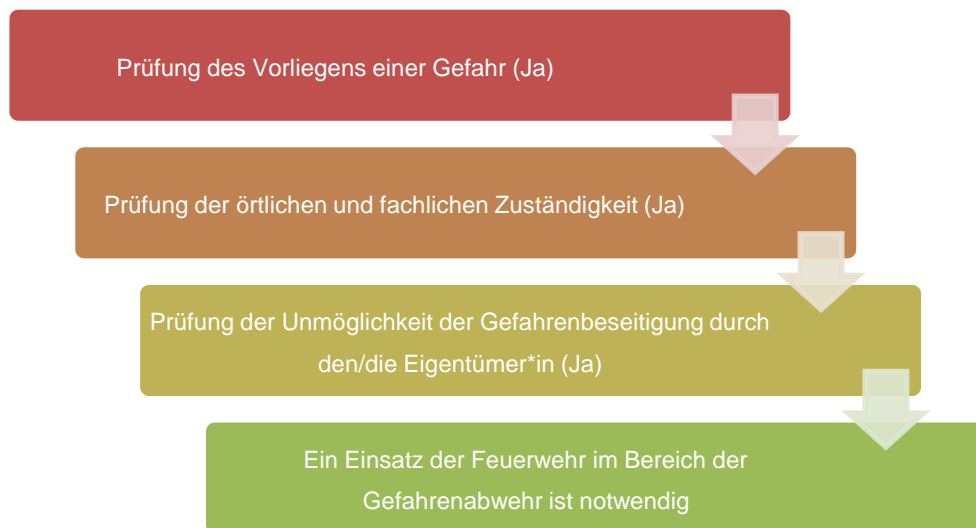 Prüfung des Vorliegens einer Gefahr (Ja)
Prüfung der örtlichen und fachlichen Zuständigkeit (Ja)
Prüfung der Unmöglichkeit der Gefahrenbeseitigung durch
den/die Eigentümer*in (Ja)
Ein Einsatz der Feuerwehr im Bereich der
Gefahrenabwehr ist notwendig